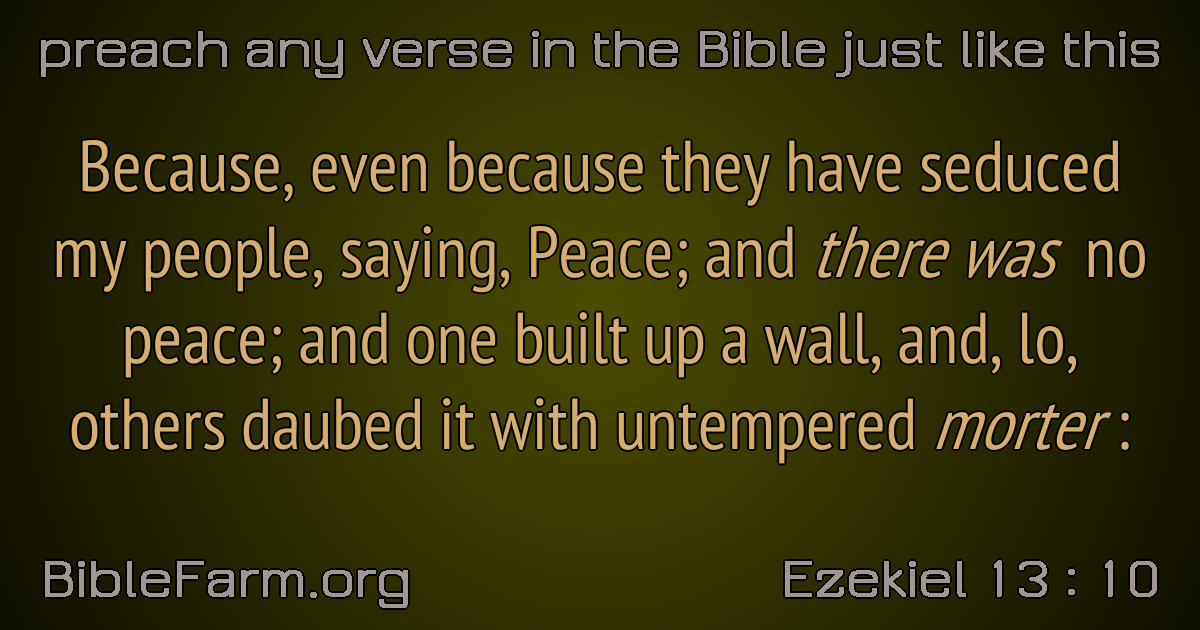 preach any verse in the Bible just like this
Because, even because they have seduced
my people, saying, Peace; and there was no
peace; and one built up a wall, and, lo,
others daubed it with untempered morter :
BibleFarm.org
Ezekiel 13 : 10